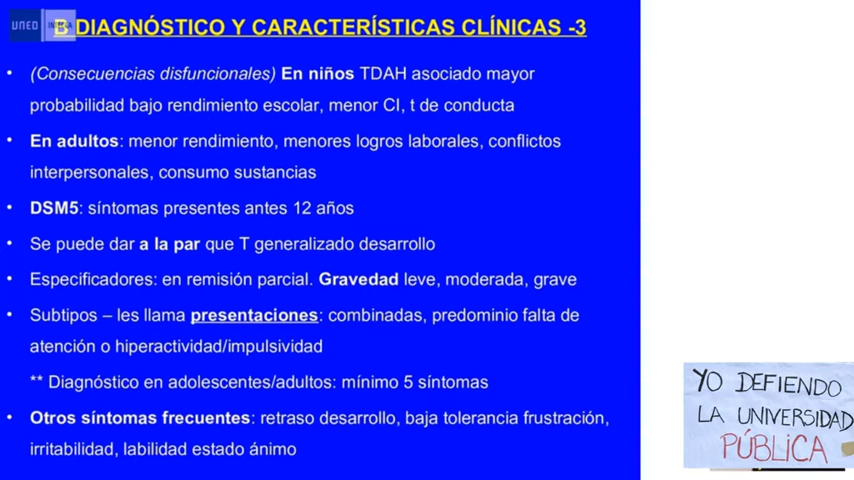 UNED INTECCA
B DIAGNÓSTICO Y CARACTERÍSTICAS CLÍNICAS -3
• (Consecuencias disfuncionales) En niños TDAH asociado mayor
probabilidad bajo rendimiento escolar, menor CI, t de conducta
• En adultos: menor rendimiento, menores logros laborales, conflictos
interpersonales, consumo sustancias
• DSM5: síntomas presentes antes 12 años
• Se puede dar a la par que T generalizado desarrollo
• Especificadores: en remisión parcial. Gravedad leve, moderada, grave
• Subtipos – les llama presentaciones: combinadas, predominio falta de
atención o hiperactividad/impulsividad
** Diagnóstico en adolescentes/adultos: mínimo 5 síntomas
• Otros síntomas frecuentes: retraso desarrollo, baja tolerancia frustración,
irritabilidad, labilidad estado ánimo
YO DEFIENDO
LA UNIVERSIDAD
PÚBLICA